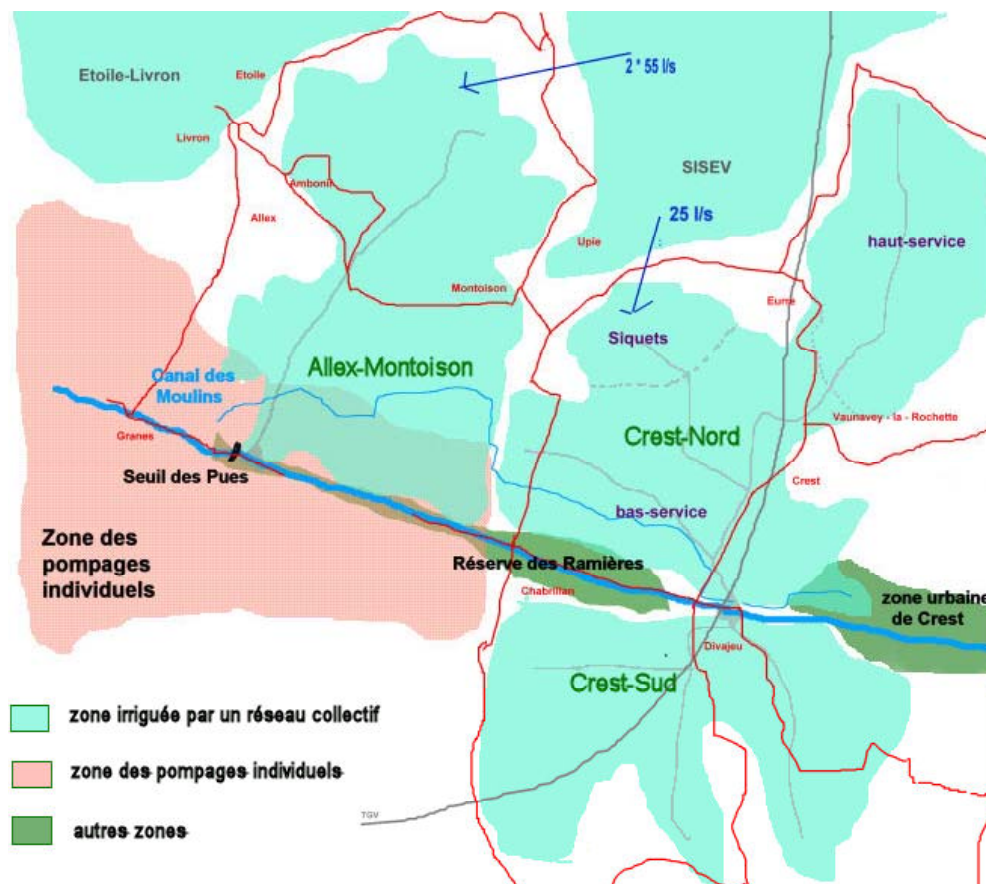 Etoile-Livron
Etoile
2 * 55 l/s
Livron
SISEV
Ambonil
Allex
25 l/s
Upie
haut-service
Montoison
Eurre
Siquets
Allex-Montoison
Canal des
Moulins
Vaunavey - la - Rochette
Granes
Crest-Nord
Seuil des Pues
Crest
bas-service
Zone des
pompages
individuels
Réserve des Ramières
Chabrillan
zone urbaine
de Crest
Divajeu
Crest-Sud
zone irriguée par un réseau collectif
zone des pompages individuels
TGV
autres zones